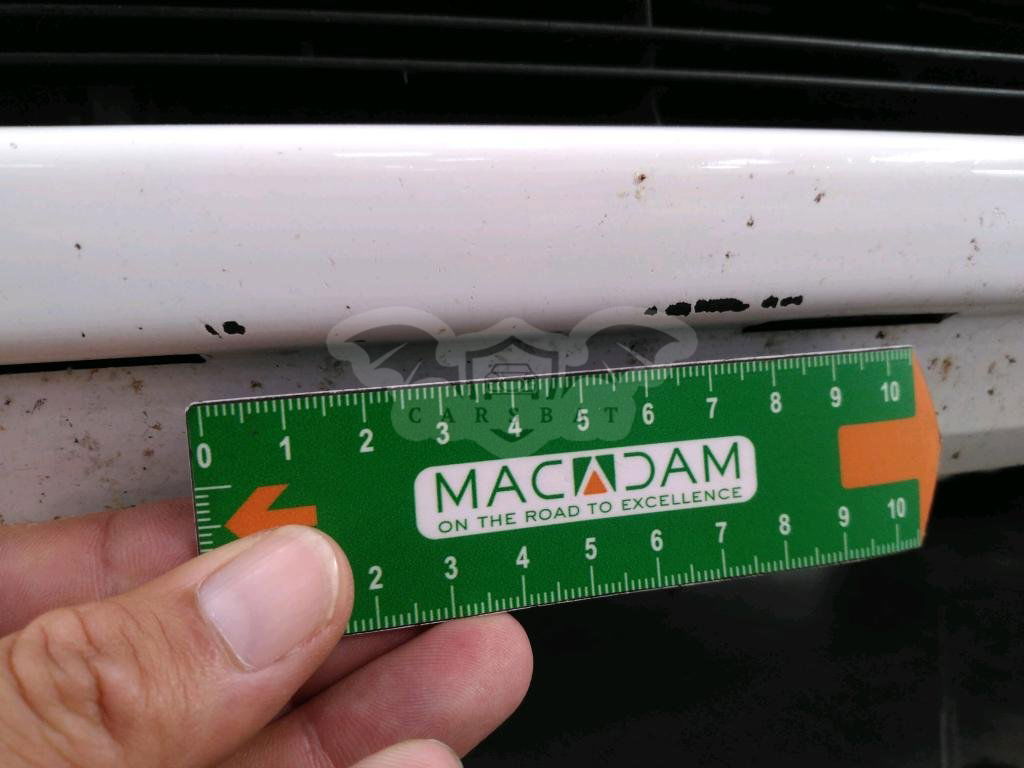 CARSBAT
0 1 2 3 4 5 6 7 8 9 10
MACADAM
ON THE ROAD TO EXCELLENCE
2 3 4 5 6 7 8 9 10